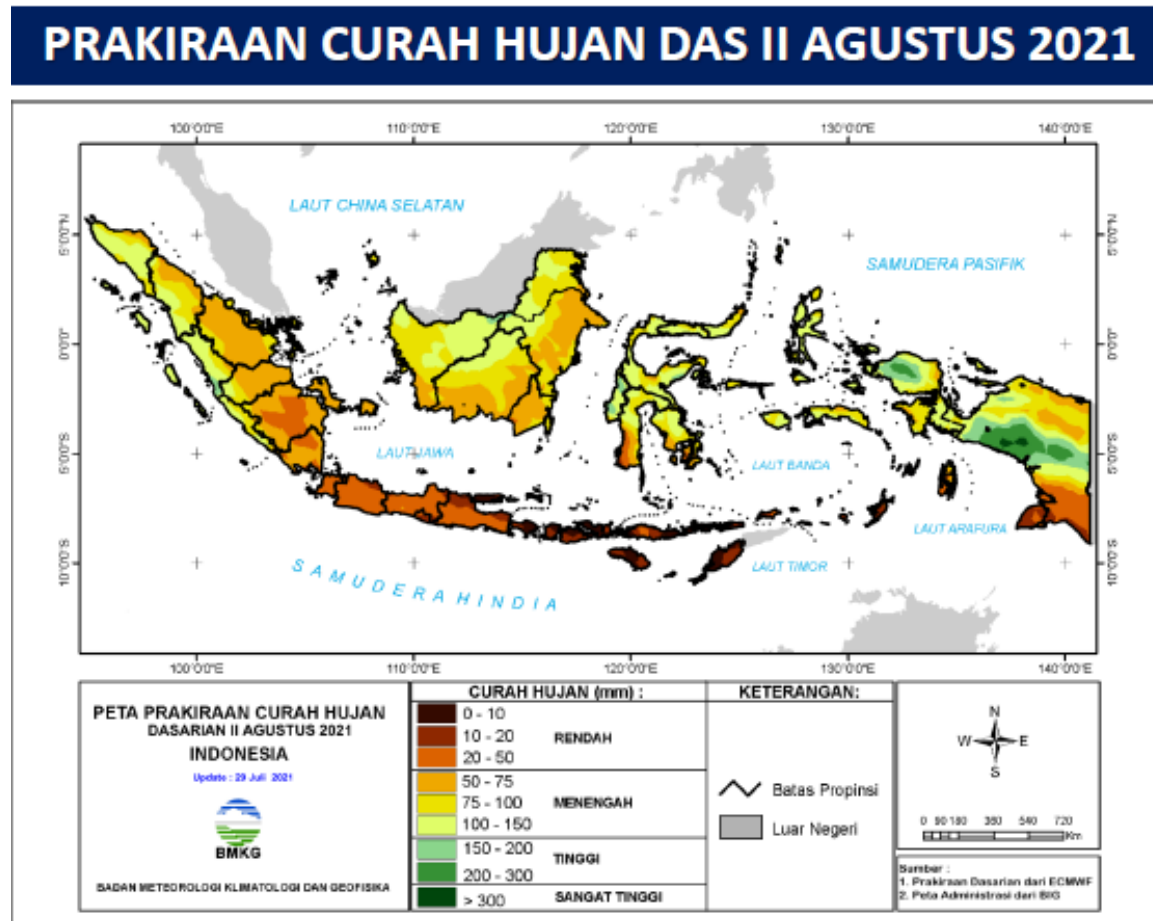 PRAKIRAAN CURAH HUJAN DAS II AGUSTUS 2021
100°0'0"E 110°0'0"E 120°0'0"E 130°0'0"E 140°0'0"E
LAUT CHINA SELATAN
5°0'0"N 5°0'0"N
SAMUDERA PASIFIK
0°0'0" 0°0'0"
LAUT JAWA
LAUT BANDA
5°0'0"S 5°0'0"S
LAUT ARAFURA
10°0'0"S 10°0'0"S
LAUT TIMOR
SAMUDERA HINDIA
100°0'0"E 110°0'0"E 120°0'0"E 130°0'0"E 140°0'0"E
PETA PRAKIRAAN CURAH HUJAN
DASARIAN II AGUSTUS 2021
INDONESIA
Update : 29 Juli 2021
BMKG
BADAN METEOROLOGI KLIMATOLOGI DAN GEOFISIKA
CURAH HUJAN (mm) :
0 - 10
10 - 20
RENDAH
20 - 50
50 - 75
75 - 100
MENENGAH
100 - 150
150 - 200
TINGGI
200 - 300
> 300
SANGAT TINGGI
KETERANGAN:
Batas Propinsi
Luar Negeri
N
W E
S
0 90 180 360 540 720
Km
Sumber :
1. Prakiraan Dasarian dari ECMWF
2. Peta Administrasi dari BIG